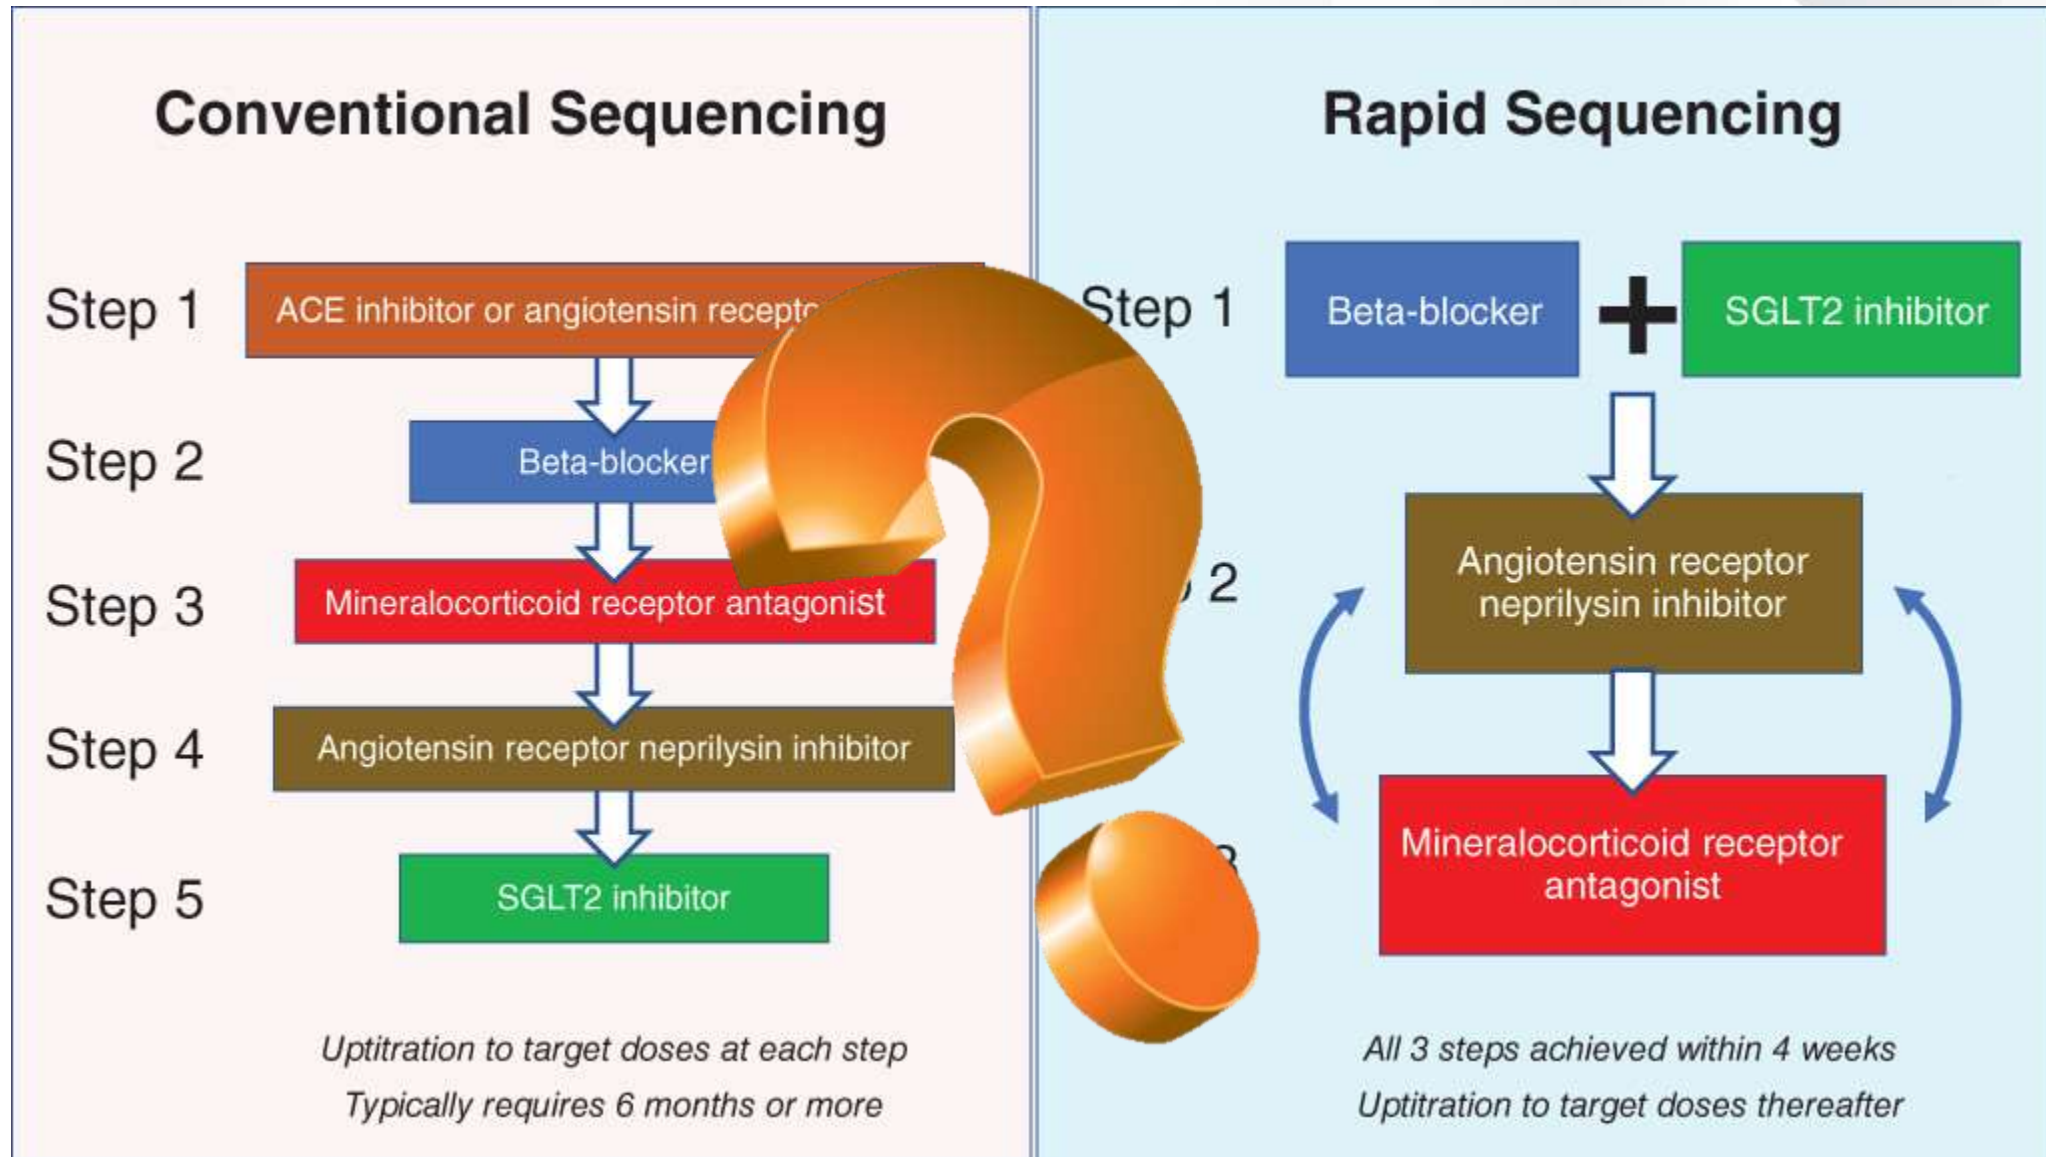 Conventional Sequencing
Step 1
ACE inhibitor or angiotensin
Step 2
Beta-blocker
Step 3
Mineralocorticoid receptor antagonist
Step 4
Angiotensin receptor neprilysin inhibitor
Step 5
SGLT2 inhibitor
Uptitration to target doses at each step
Typically requires 6 months or more
Rapid Sequencing
Step 1
Beta-blocker
+
SGLT2 inhibitor
2
Angiotensin receptor
neprilysin inhibitor
Mineralocorticoid receptor
antagonist
All 3 steps achieved within 4 weeks
Uptitration to target doses thereafter